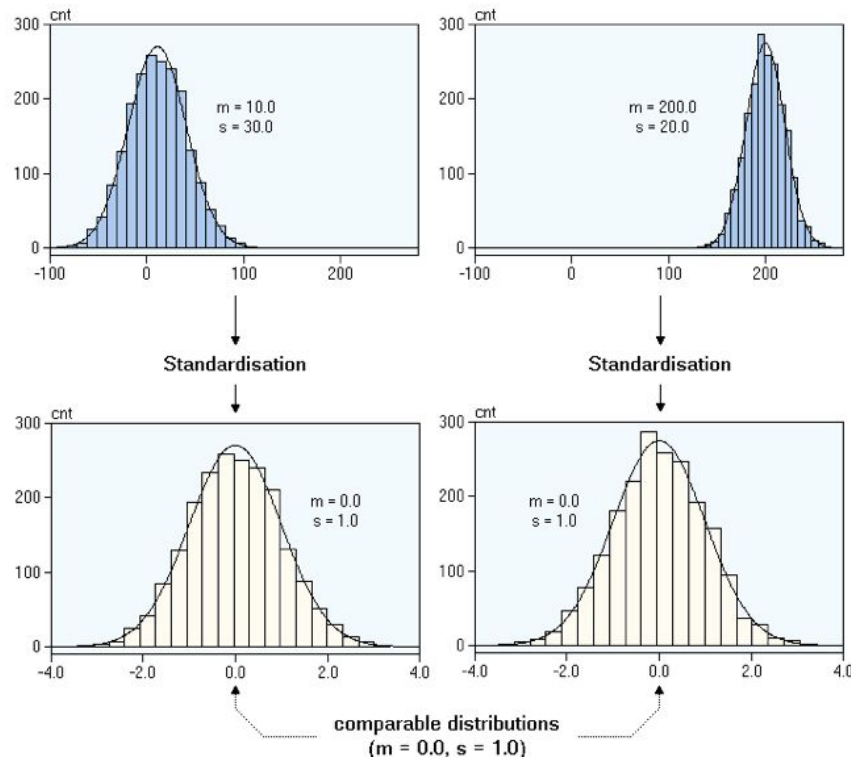 cnt
300
200
100
0
m = 10.0
s = 30.0
-100 0 100 200
cnt
300
200
100
0
m = 200.0
s = 20.0
-100 0 100 200
Standardisation
Standardisation
cnt
300
200
100
0
m = 0.0
s = 1.0
-4.0 -2.0 0.0 2.0 4.0
cnt
300
200
100
0
m = 0.0
s = 1.0
-4.0 -2.0 0.0 2.0 4.0
comparable distributions
(m = 0.0, s = 1.0)